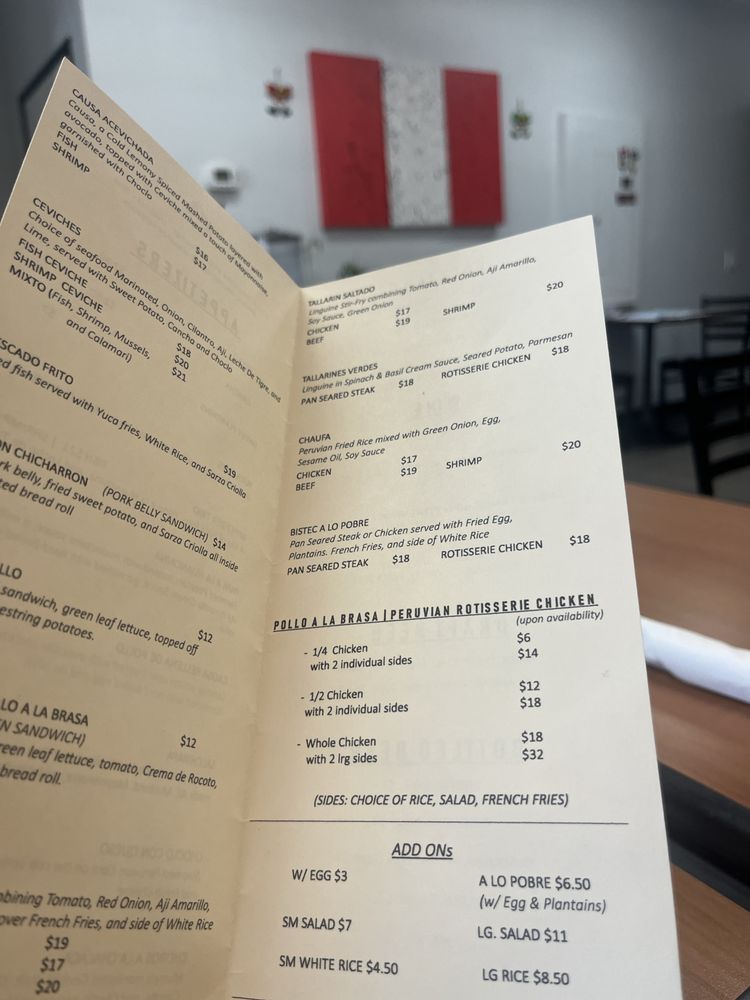 CAUSA ACEVICHADA
Causa, a Cold Lemony Spiced Mashed Potato layered with
avocado, topped with Ceviche mixed a touch of Mayonnaise,
garnished with Choclo
FISH $16
SHRIMP $17
CEVICHES
Choice of seafood Marinated, Onion, Cilantro, Aji, Leche De Tigre, and
Lime, served with Sweet Potato, Cancha and Choclo
FISH CEVICHE $18
SHRIMP CEVICHE $20
MIXTO (Fish, Shrimp, Mussels, $21
and Calamari)
SCADO FRITO
ed fish served with Yuca fries, White Rice, and Sarza Criolla
$19
ON CHICHARRON (PORK BELLY SANDWICH) $14
rk belly, fried sweet potato, and Sarza Criolla all inside
ted bread roll
LLO
sandwich, green leaf lettuce, topped off $12
estring potatoes.
LO A LA BRASA
N SANDWICH) $12
reen leaf lettuce, tomato, Crema de Rocoto,
bread roll.
mbining Tomato, Red Onion, Aji Amarillo,
over French Fries, and side of White Rice
$19
$17
$20
TALLARIN SALTADO
Linguine Stir-Fry combining Tomato, Red Onion, Aji Amarillo,
Soy Sauce, Green Onion
CHICKEN $17 SHRIMP $20
BEEF $19
TALLARINES VERDES
Linguine in Spinach & Basil Cream Sauce, Seared Potato, Parmesan
PAN SEARED STEAK $18 ROTISSERIE CHICKEN $18
CHAUFA
Peruvian Fried Rice mixed with Green Onion, Egg,
Sesame Oil, Soy Sauce
CHICKEN $17 SHRIMP $20
BEEF $19
BISTEC A LO POBRE
Pan Seared Steak or Chicken served with Fried Egg,
Plantains. French Fries, and side of White Rice
PAN SEARED STEAK $18 ROTISSERIE CHICKEN $18
POLLO A LA BRASA | PERUVIAN ROTISSERIE CHICKEN
(upon availability)
- 1/4 Chicken $6
with 2 individual sides $14
- 1/2 Chicken $12
with 2 individual sides $18
- Whole Chicken $18
with 2 lrg sides $32
(SIDES: CHOICE OF RICE, SALAD, FRENCH FRIES)
ADD ONs
W/ EGG $3 A LO POBRE $6.50
(w/ Egg & Plantains)
SM SALAD $7 LG. SALAD $11
SM WHITE RICE $4.50 LG RICE $8.50